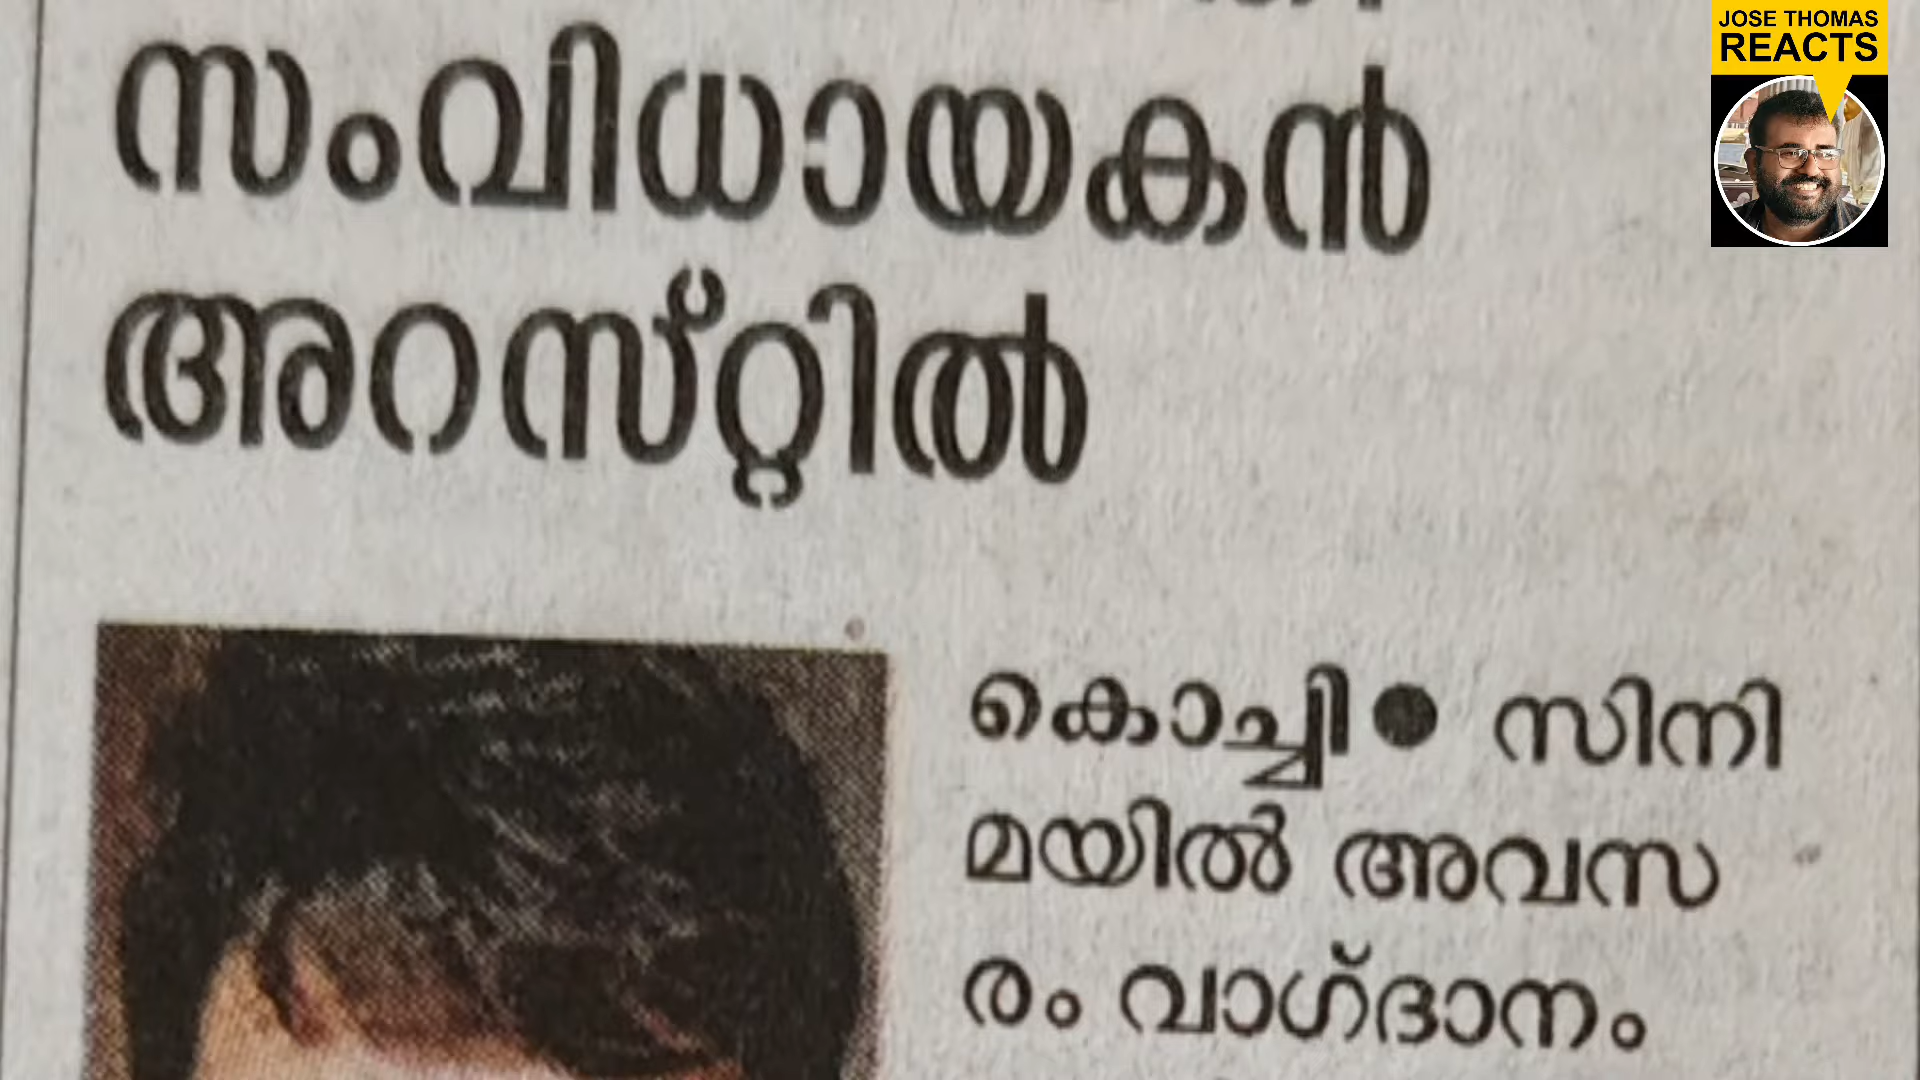 സംവിധായകൻ
അറസ്റ്റിൽ
കൊച്ചി● സിനി
മയിൽ അവസ
രം വാഗ്ദാനം
JOSE THOMAS
REACTS